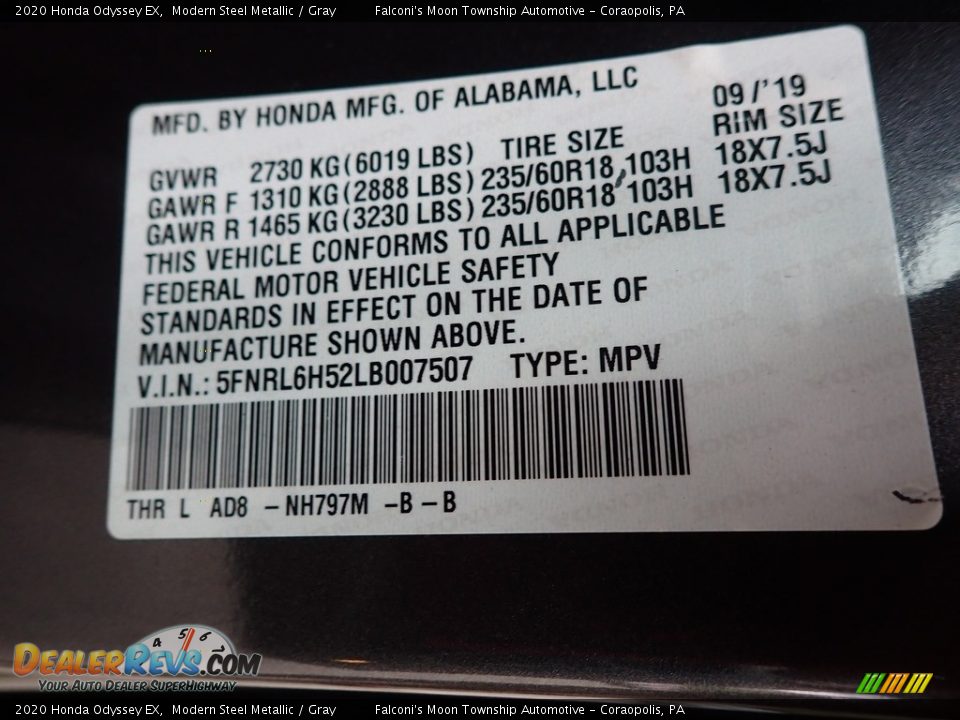 2020 Honda Odyssey EX, Modern Steel Metallic / Gray Falconi's Moon Township Automotive - Coraopolis, PA
MFD. BY HONDA MFG. OF ALABAMA, LLC 09/'19
GVWR 2730 KG(6019 LBS) TIRE SIZE RIM SIZE
GAWR F 1310 KG(2888 LBS) 235/60R18 103H 18X7.5J
GAWR R 1465 KG(3230 LBS) 235/60R18 103H 18X7.5J
THIS VEHICLE CONFORMS TO ALL APPLICABLE
FEDERAL MOTOR VEHICLE SAFETY
STANDARDS IN EFFECT ON THE DATE OF
MANUFACTURE SHOWN ABOVE.
V.I.N.: 5FNRL6H52LB007507 TYPE: MPV
THR L AD8 -NH797M -B-B
4 5 6
DEALERREVS.COM
YOUR AUTO DEALER SUPERHIGHWAY
2020 Honda Odyssey EX, Modern Steel Metallic / Gray Falconi's Moon Township Automotive - Coraopolis, PA